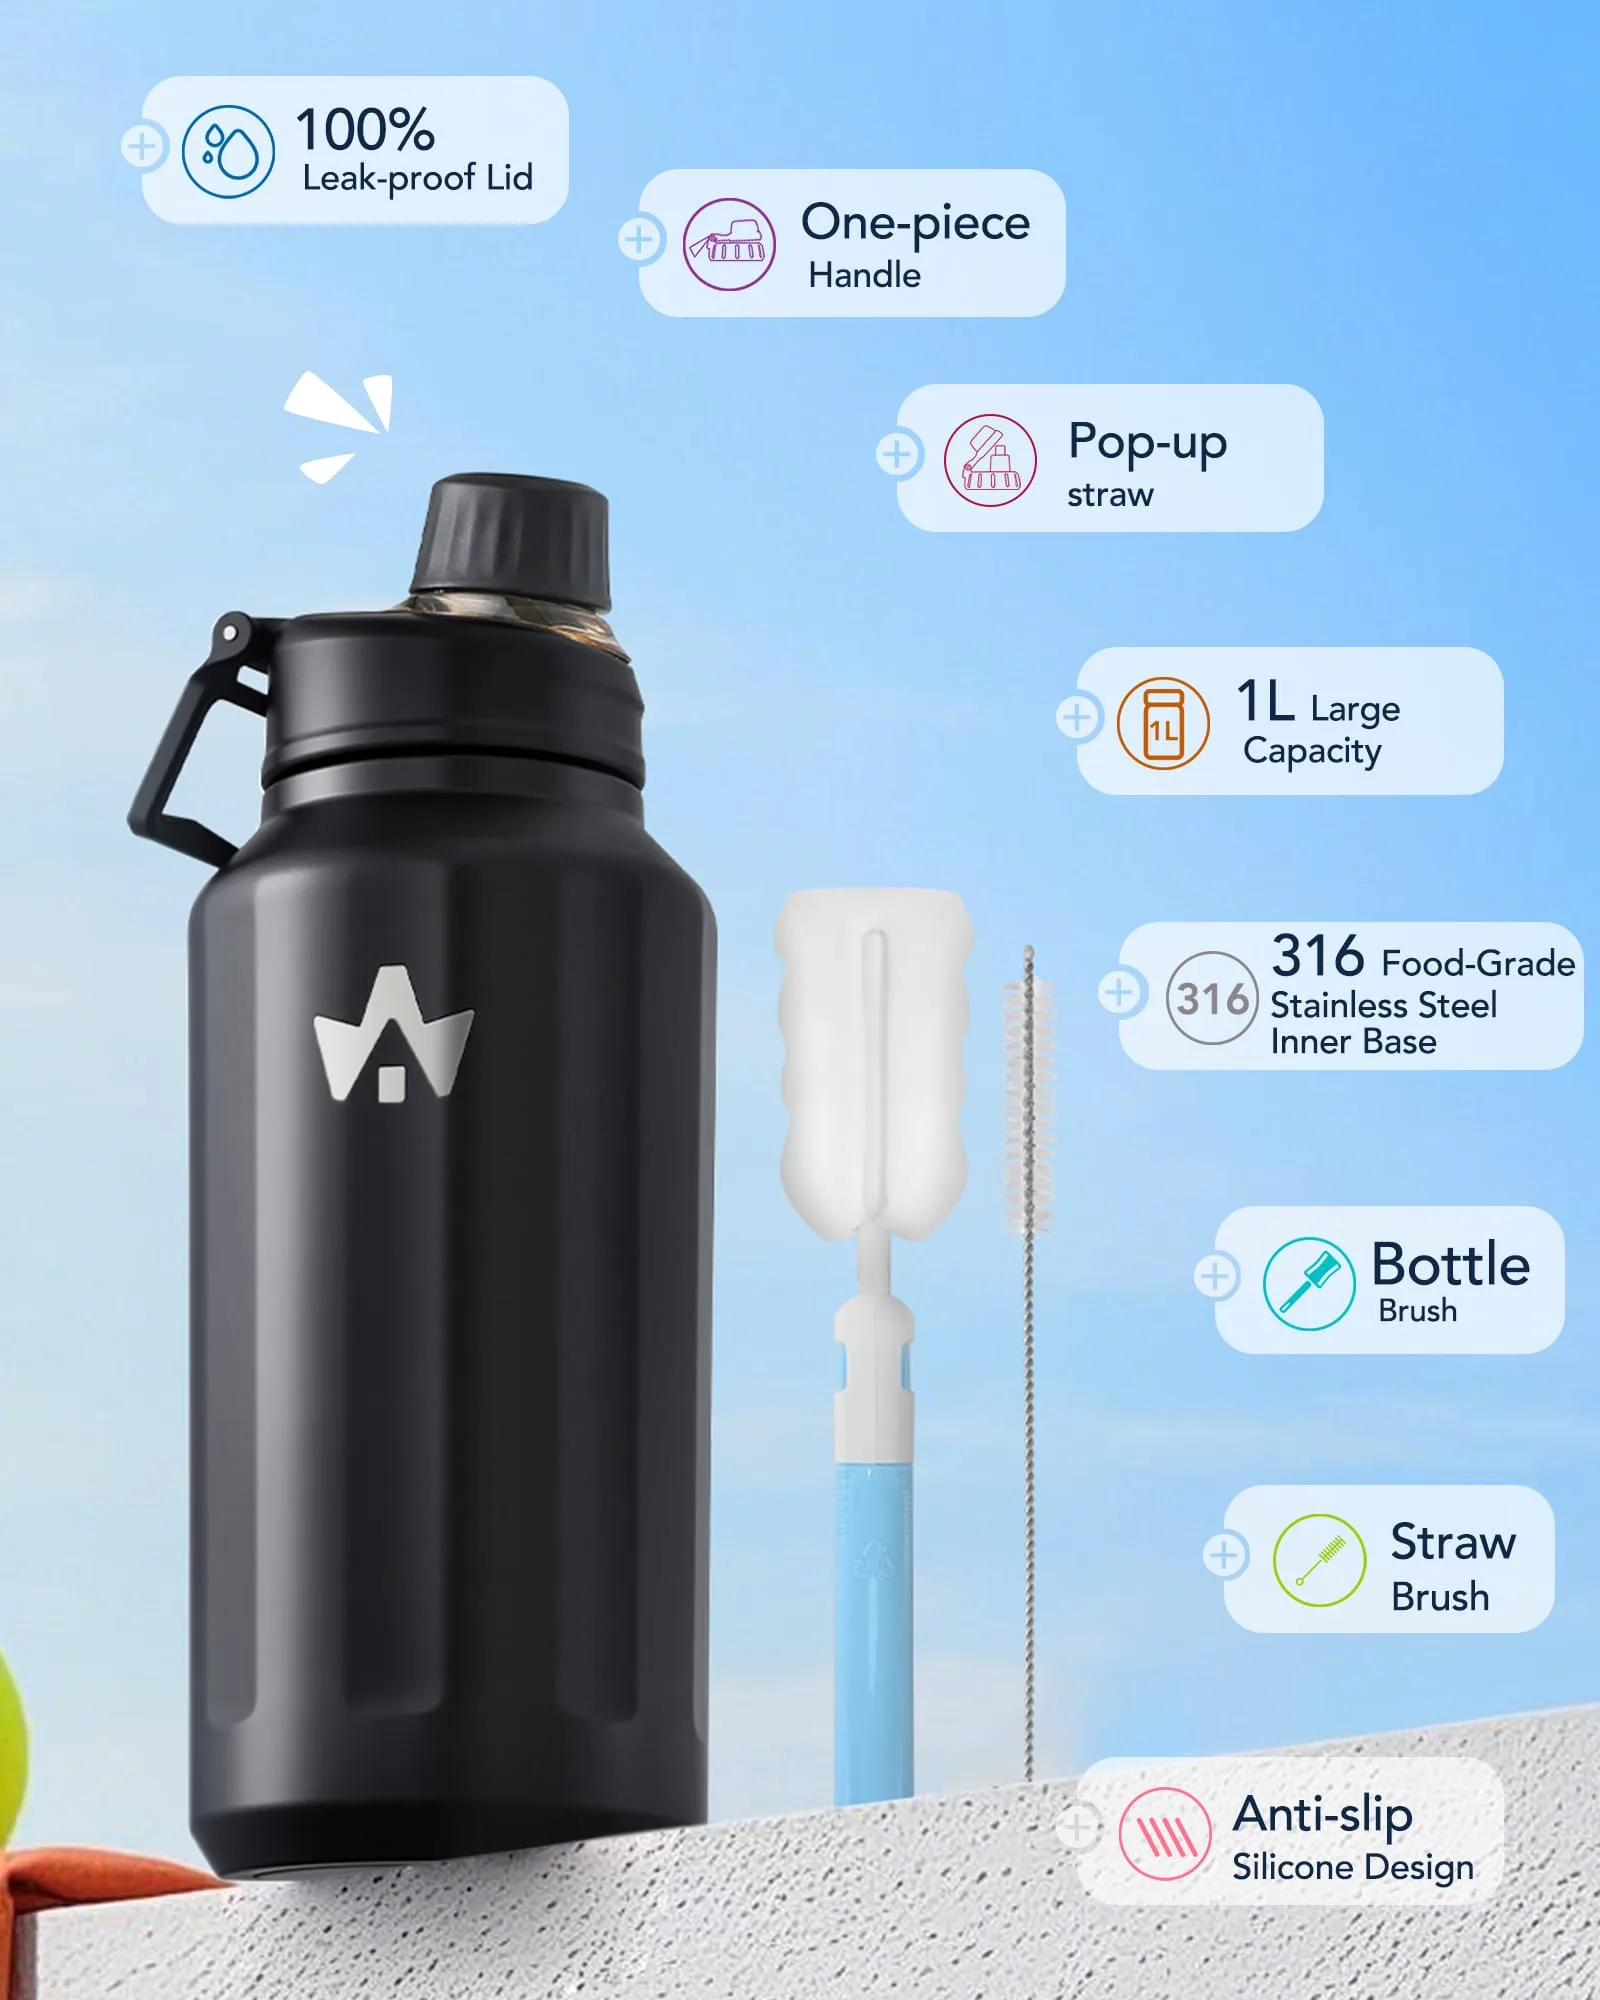 100%
Leak-proof Lid
One-piece
Handle
Pop-up
straw
1L Large
Capacity
1L
316 Food-Grade
Stainless Steel
Inner Base
316
Bottle
Brush
Straw
Brush
Anti-slip
Silicone Design